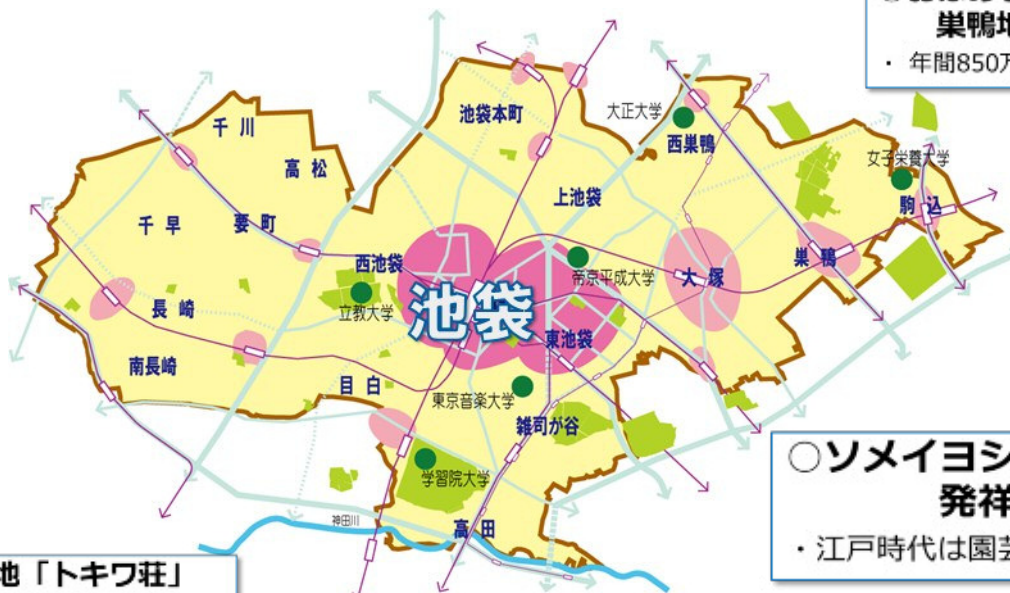 巣鴨地
・ 年間850万
千 川
高 松
池袋本町
大正大学
西巣鴨
女子栄養大学
駒 込
千 早
要 町
上池袋
西池袋
帝京平成大学
大 塚
巣 鴨
長 崎
立教大学
池袋
東池袋
南長崎
目 白
東京音楽大学
雑司が谷
学習院大学
神田川
高 田
○ソメイヨシ
発祥
・江戸時代は園芸
地「トキワ荘」